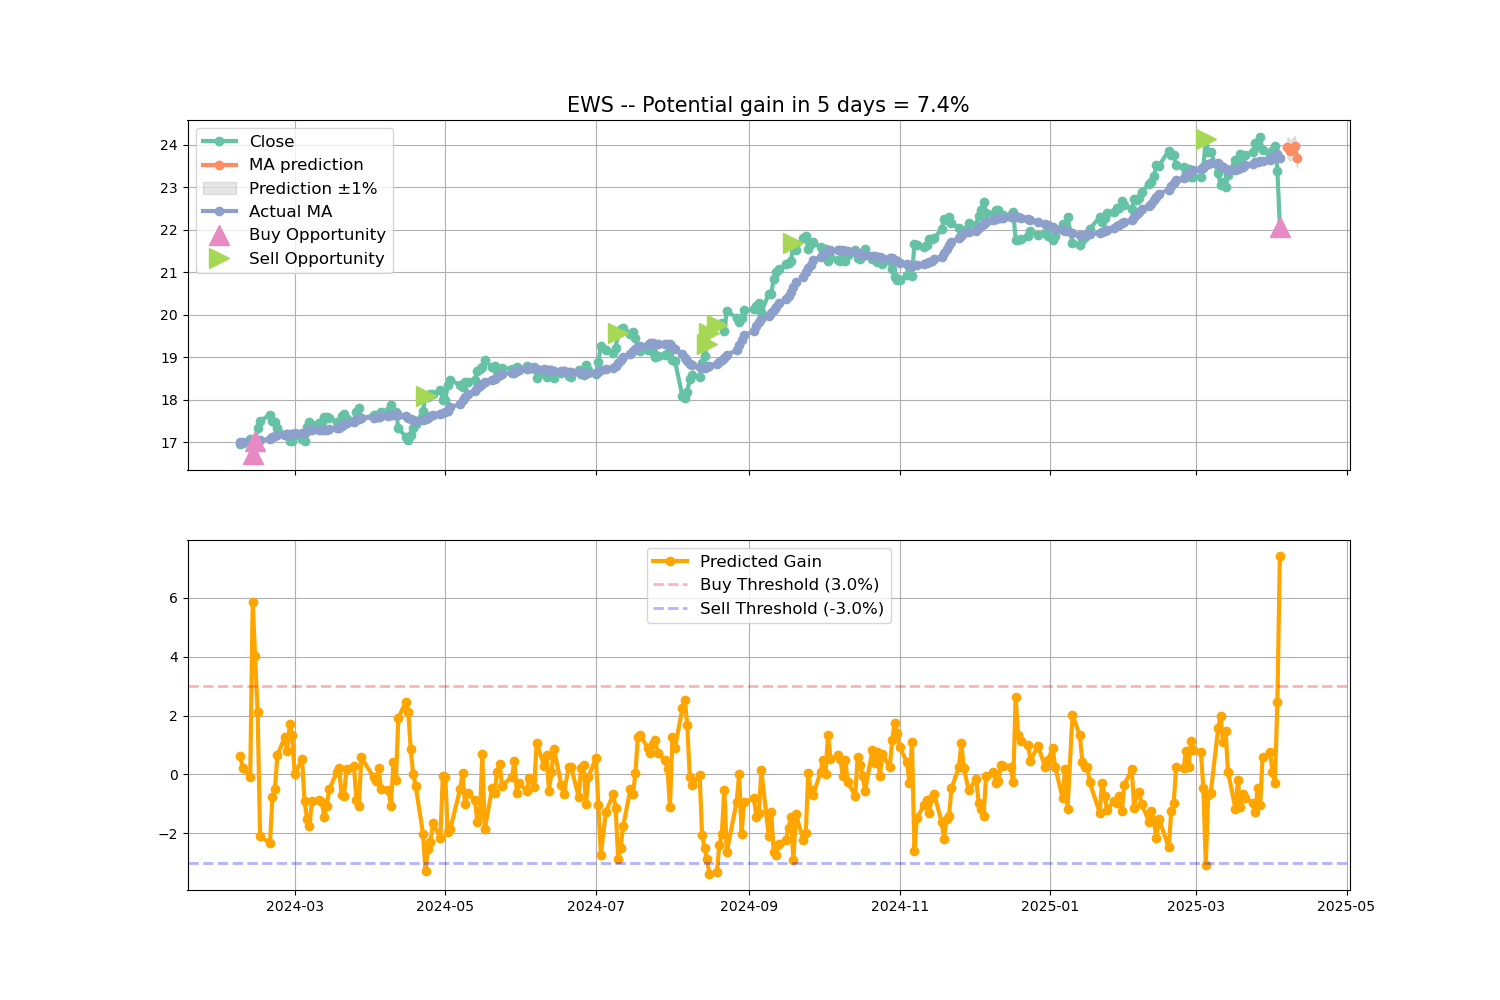 EWS -- Potential gain in 5 days = 7.4%
24
23
22
21
20
19
18
17
Close
MA prediction
Prediction ±1%
Actual MA
Buy Opportunity
Sell Opportunity
6
4
2
0
−2
Predicted Gain
Buy Threshold (3.0%)
Sell Threshold (-3.0%)
2024-03
2024-05
2024-07
2024-09
2024-11
2025-01
2025-03
2025-05